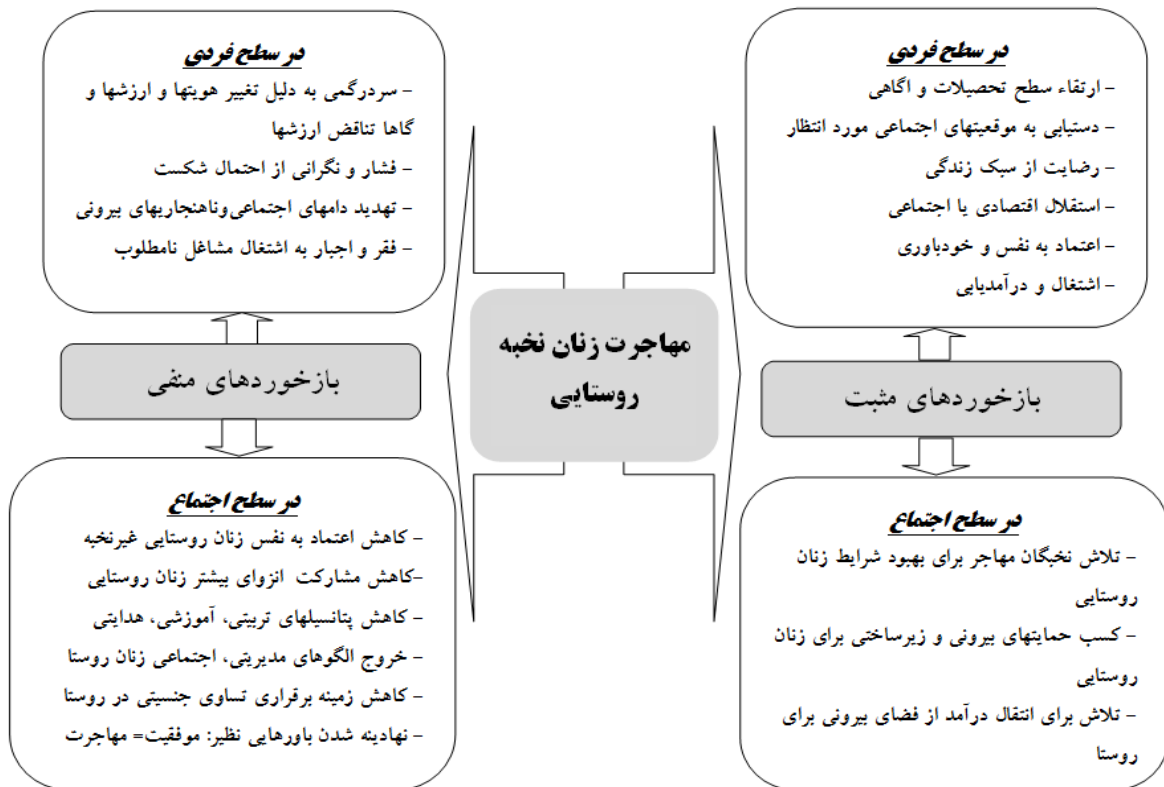 در سطح فردی
- ارتقاء سطح تحصیلات و اگاهی
- دستیابی به موقعیتهای اجتماعی مورد انتظار
- رضایت از سبک زندگی
- استقلال اقتصادی یا اجتماعی
- اعتماد به نفس و خودباوری
- اشتغال و درآمدیابی
بازخوردهای مثبت
در سطح اجتماع
- تلاش نخبگان مهاجر برای بهبود شرایط زنان
روستایی
- کسب حمایتهای بیرونی و زیرساختی برای زنان
روستایی
- تلاش برای انتقال درآمد از فضای بیرونی برای
روستا
مهاجرت زنان نخبه
روستایی
در سطح فردی
- سردرگمی به دلیل تغییر هویتها و ارزشها و
گاها تناقض ارزشها
- فشار و نگرانی از احتمال شکست
- تهدید دامهای اجتماعی‌وناهنجاریهای بیرونی
- فقر و اجبار به اشتغال مشاغل نامطلوب
بازخوردهای منفی
در سطح اجتماع
- کاهش اعتماد به نفس زنان روستایی غیرنخبه
-کاهش مشارکت انزوای بیشتر زنان روستایی
- کاهش پتانسیلهای تربیتی، آموزشی، هدایتی
- خروج الگوهای مدیریتی، اجتماعی زنان روستا
- کاهش زمینه برقراری تساوی جنسیتی در روستا
- نهادینه شدن باورهایی نظیر: موفقیت= مهاجرت